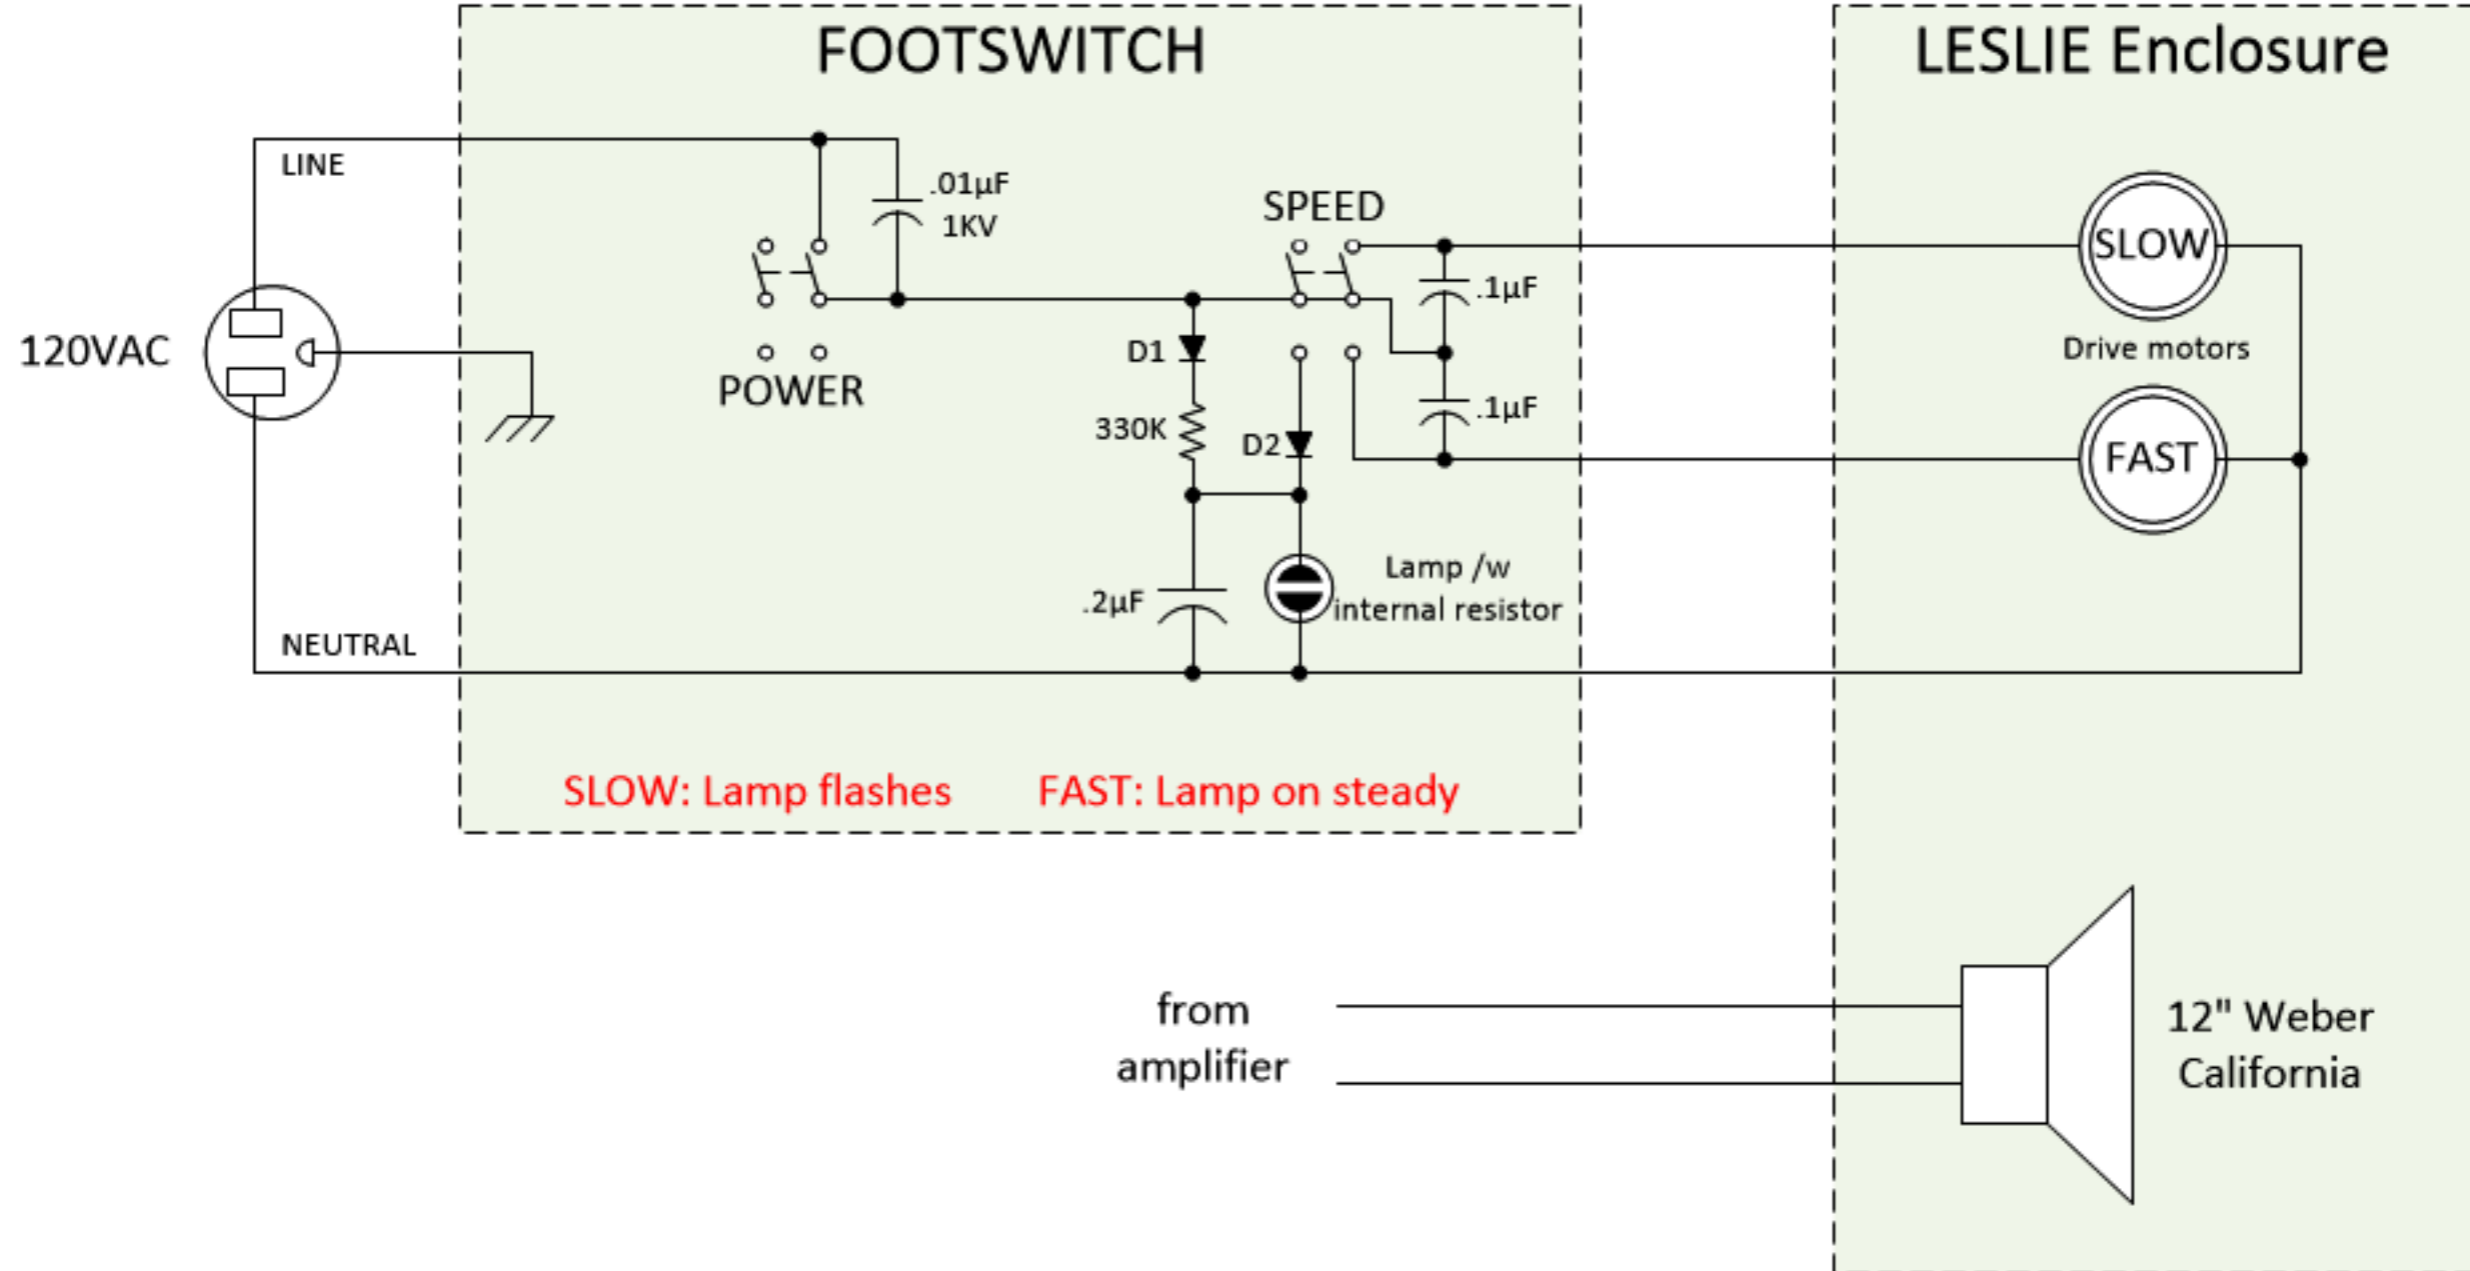 FOOTSWITCH
LESLIE Enclosure
LINE
.01µF
1KV
SPEED
SLOW
.1µF
120VAC
D1
Drive motors
POWER
.1µF
330K
D2
FAST
Lamp /w
internal resistor
.2µF
NEUTRAL
SLOW: Lamp flashes
FAST: Lamp on steady
from
amplifier
12" Weber
California